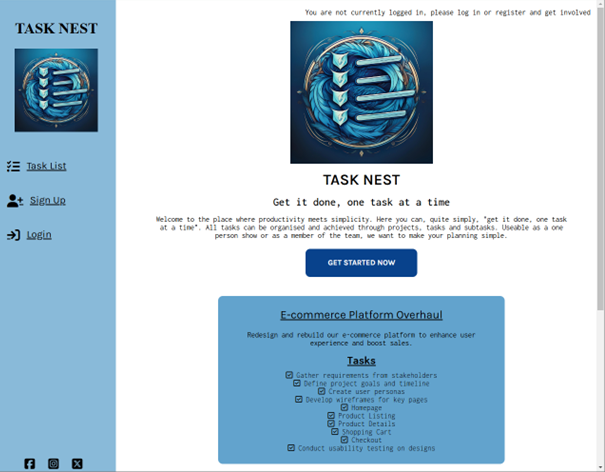 TASK NEST
Task List
Sign Up
Login
You are not currently logged in, please log in or register and get involved
TASK NEST
Get it done, one task at a time
Welcome to the place where productivity meets simplicity. Here you can, quite simply, "get it done, one task
at a time". All tasks can be organised and achieved through projects, tasks and subtasks. Useable as a one
person show or as a member of the team, we want to make your planning simple.
GET STARTED NOW
E-commerce Platform Overhaul
Redesign and rebuild our e-commerce platform to enhance user
experience and boost sales.
Tasks
Gather requirements from stakeholders
Define project goals and timeline
Create user personas
Develop wireframes for key pages
Homepage
Product Listing
Product Details
Shopping Cart
Checkout
Conduct usability testing on designs